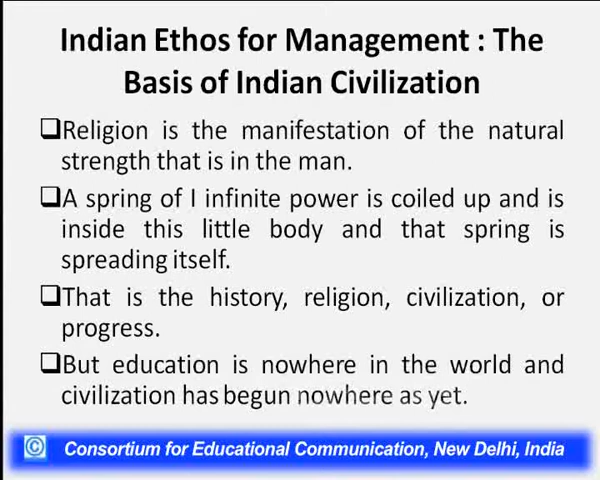 Indian Ethos for Management : The
Basis of Indian Civilization
❑Religion is the manifestation of the natural
strength that is in the man.
❑A spring of I infinite power is coiled up and is
inside this little body and that spring is
spreading itself.
❑That is the history, religion, civilization, or
progress.
❑But education is nowhere in the world and
civilization has begun nowhere as yet.
© Consortium for Educational Communication, New Delhi, India